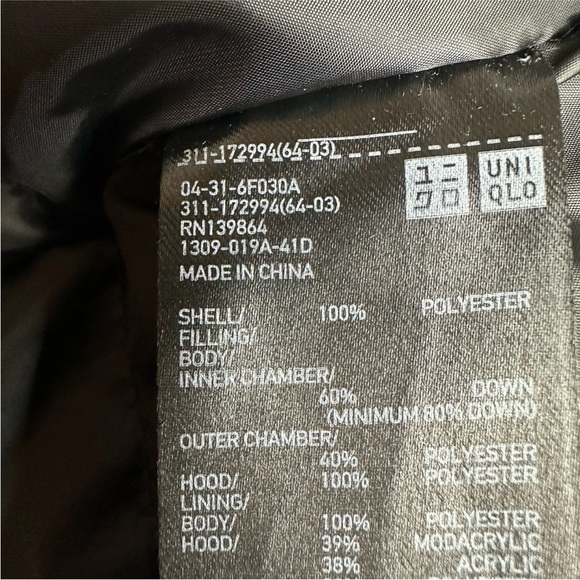 311-172994(64-03)
04-31-6F030A
311-172994(64-03)
RN139864
1309-019A-41D
MADE IN CHINA
ユニ
クロ
UNI
QLO
SHELL/ 100% POLYESTER
FILLING/
BODY/
INNER CHAMBER/
60% DOWN
(MINIMUM 80% DOWN)
OUTER CHAMBER/
40% POLYESTER
HOOD/ 100% POLYESTER
LINING/
BODY/ 100% POLYESTER
HOOD/ 39% MODACRYLIC
38% ACRYLIC